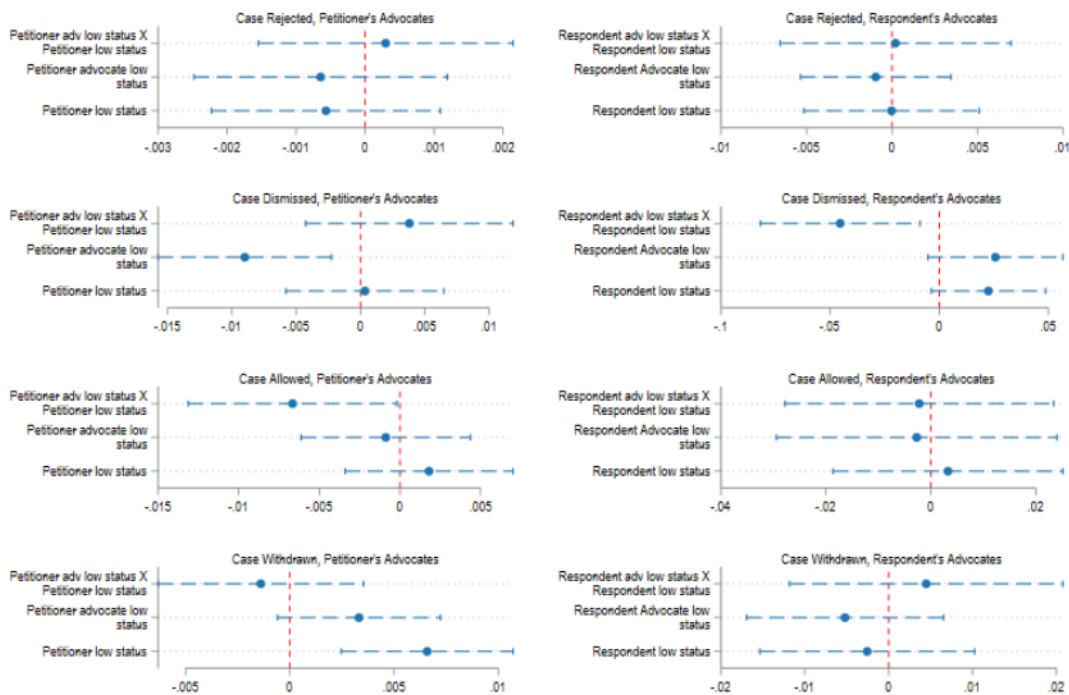 Case Rejected, Petitioner's Advocates
Petitioner adv low status X
Petitioner low status
Petitioner advocate low
status
Petitioner low status
-.003 -.002 -.001 0 .001 .002
Case Rejected, Respondent's Advocates
Respondent adv low status X
Respondent low status
Respondent Advocate low
status
Respondent low status
-.01 -.005 0 .005 .01
Case Dismissed, Petitioner's Advocates
Petitioner adv low status X
Petitioner low status
Petitioner advocate low
status
Petitioner low status
-.015 -.01 -.005 0 .005 .01
Case Dismissed, Respondent's Advocates
Respondent adv low status X
Respondent low status
Respondent Advocate low
status
Respondent low status
-.1 -.05 0 .05
Case Allowed, Petitioner's Advocates
Petitioner adv low status X
Petitioner low status
Petitioner advocate low
status
Petitioner low status
-.015 -.01 -.005 0 .005
Case Allowed, Respondent's Advocates
Respondent adv low status X
Respondent low status
Respondent Advocate low
status
Respondent low status
-.04 -.02 0 .02
Case Withdrawn, Petitioner's Advocates
Petitioner adv low status X
Petitioner low status
Petitioner advocate low
status
Petitioner low status
-.005 0 .005 .01
Case Withdrawn, Respondent's Advocates
Respondent adv low status X
Respondent low status
Respondent Advocate low
status
Respondent low status
-.02 -.01 0 .01 .02